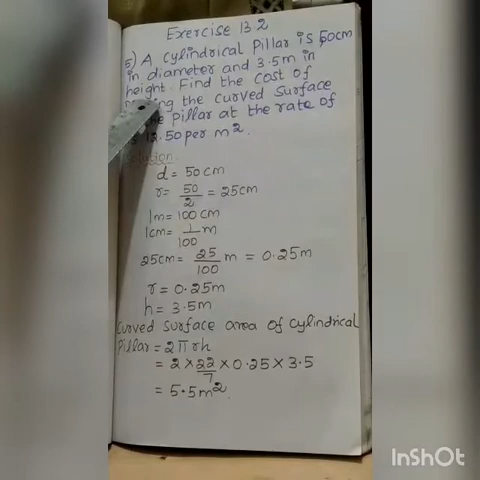 Exercise 13.2
5) A cylindrical Pillar is 50cm
in diameter and 3.5m in
height. Find the cost of
the curved surface
pillar at the rate of
12.50 per m²
Solution
d = 50 cm
r = 50/2 = 25cm
1m = 100 cm
1cm = 1/100 m
25cm = 25/100 m = 0.25m
r = 0.25m
h = 3.5m
Curved surface area of cylindrical
Pillar = 2πrh
= 2 × 22/7 × 0.25 × 3.5
= 5.5m².
InShOt